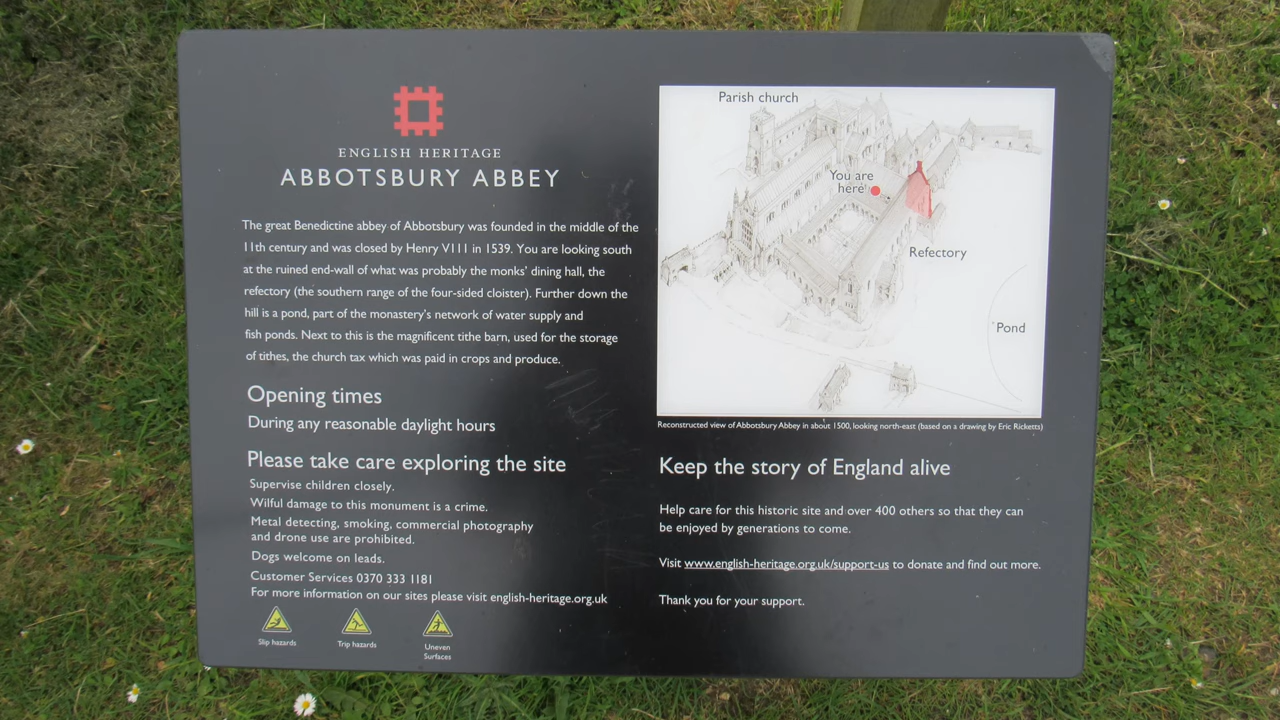 ENGLISH HERITAGE
ABBOTSBURY ABBEY
The great Benedictine abbey of Abbotsbury was founded in the middle of the
11th century and was closed by Henry VIII in 1539. You are looking south
at the ruined end-wall of what was probably the monks' dining hall, the
refectory (the southern range of the four-sided cloister). Further down the
hill is a pond, part of the monastery's network of water supply and
fish ponds. Next to this is the magnificent tithe barn, used for the storage
of tithes, the church tax which was paid in crops and produce.
Opening times
During any reasonable daylight hours
Please take care exploring the site
Supervise children closely.
Wilful damage to this monument is a crime.
Metal detecting, smoking, commercial photography
and drone use are prohibited.
Dogs welcome on leads.
Customer Services 0370 333 1181
For more information on our sites please visit english-heritage.org.uk
Slip hazards
Trip hazards
Uneven
Surfaces
Parish church
You are
here
Refectory
Pond
Reconstructed view of Abbotsbury Abbey in about 1500, looking north-east (based on a drawing by Eric Ricketts)
Keep the story of England alive
Help care for this historic site and over 400 others so that they can
be enjoyed by generations to come.
Visit www.english-heritage.org.uk/support-us to donate and find out more.
Thank you for your support.